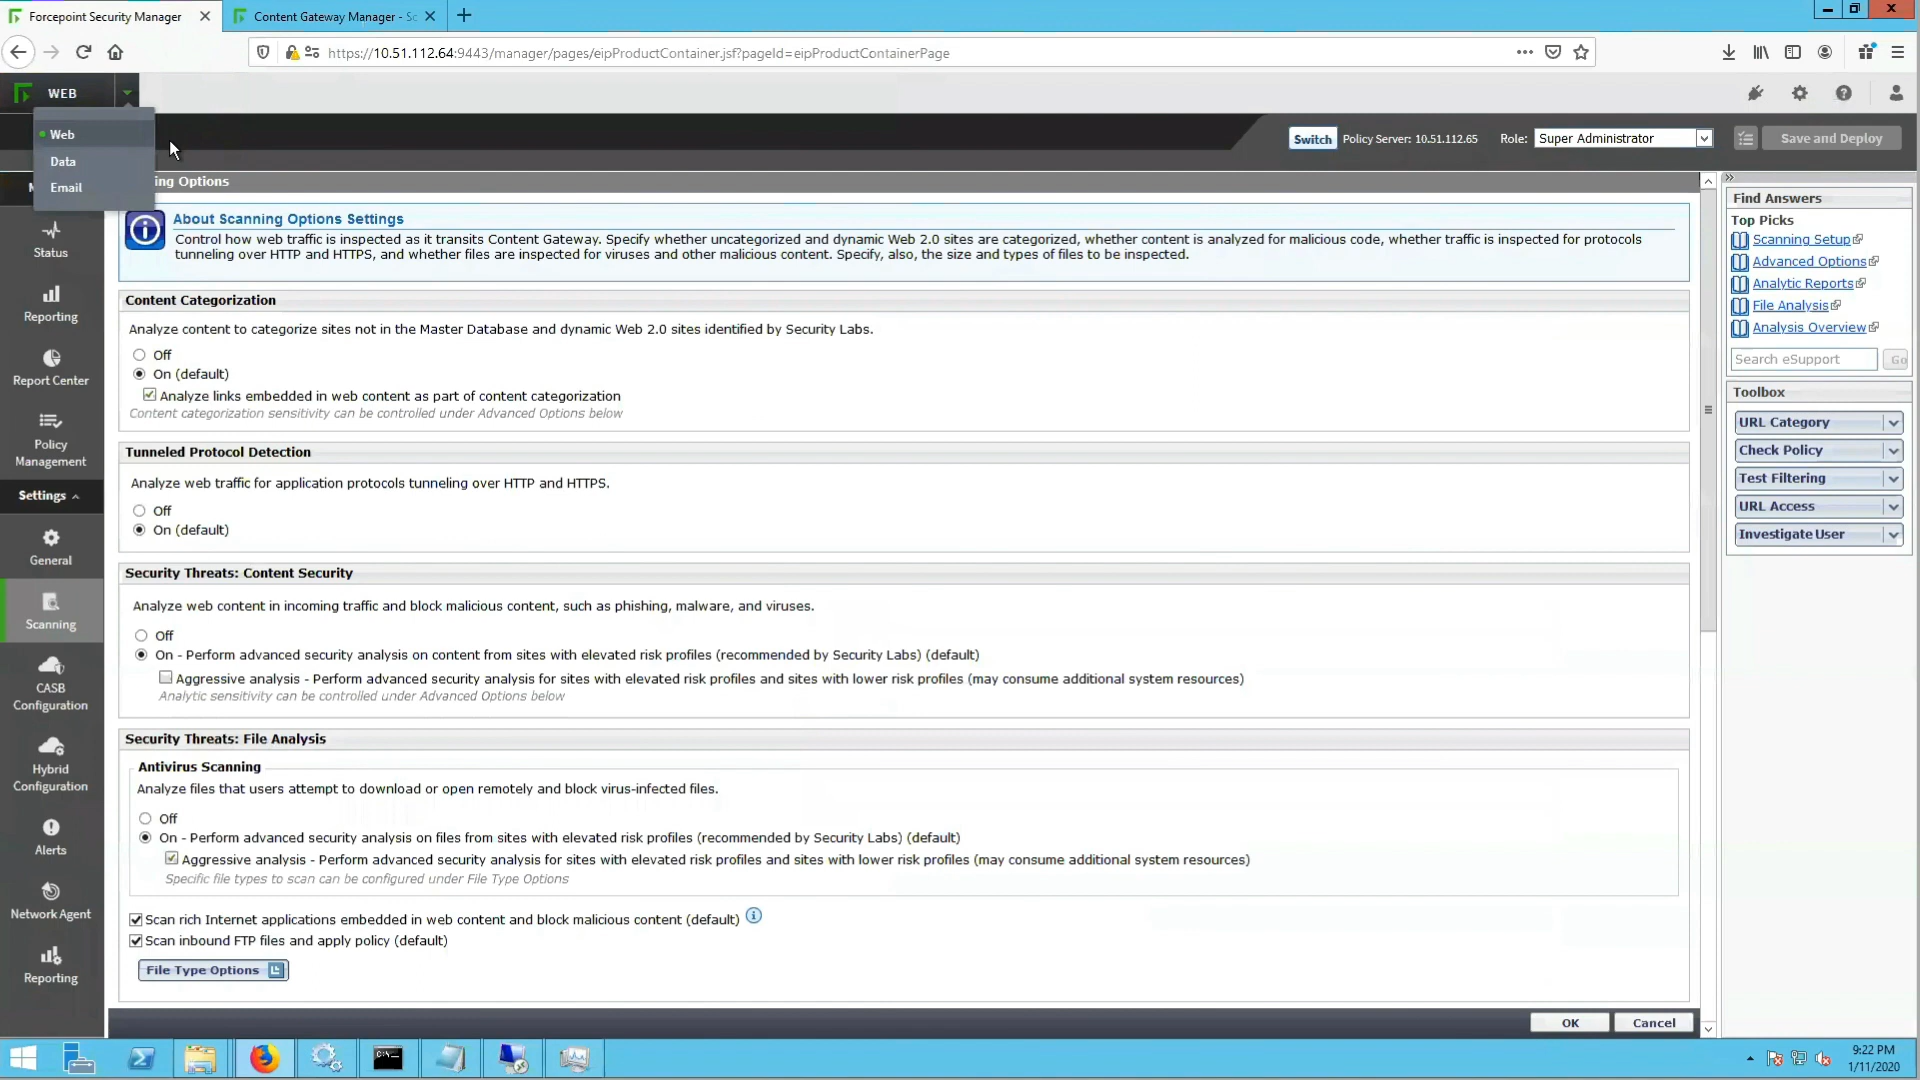 Forcepoint Security Manager
Content Gateway Manager - Sc
https://10.51.112.64:9443/manager/pages/eipProductContainer.jsf?pageId=eipProductContainerPage
WEB
Web
Data
Email
Switch
Policy Server: 10.51.112.65
Role:
Super Administrator
Save and Deploy
ing Options
About Scanning Options Settings
Control how web traffic is inspected as it transits Content Gateway. Specify whether uncategorized and dynamic Web 2.0 sites are categorized, whether content is analyzed for malicious code, whether traffic is inspected for protocols
tunneling over HTTP and HTTPS, and whether files are inspected for viruses and other malicious content. Specify, also, the size and types of files to be inspected.
Status
Reporting
Report Center
Policy
Management
Settings
General
Scanning
CASB
Configuration
Hybrid
Configuration
Alerts
Network Agent
Reporting
Content Categorization
Analyze content to categorize sites not in the Master Database and dynamic Web 2.0 sites identified by Security Labs.
Off
On (default)
Analyze links embedded in web content as part of content categorization
Content categorization sensitivity can be controlled under Advanced Options below
Tunneled Protocol Detection
Analyze web traffic for application protocols tunneling over HTTP and HTTPS.
Off
On (default)
Security Threats: Content Security
Analyze web content in incoming traffic and block malicious content, such as phishing, malware, and viruses.
Off
On - Perform advanced security analysis on content from sites with elevated risk profiles (recommended by Security Labs) (default)
Aggressive analysis - Perform advanced security analysis for sites with elevated risk profiles and sites with lower risk profiles (may consume additional system resources)
Analytic sensitivity can be controlled under Advanced Options below
Security Threats: File Analysis
Antivirus Scanning
Analyze files that users attempt to download or open remotely and block virus-infected files.
Off
On - Perform advanced security analysis on files from sites with elevated risk profiles (recommended by Security Labs) (default)
Aggressive analysis - Perform advanced security analysis for sites with elevated risk profiles and sites with lower risk profiles (may consume additional system resources)
Specific file types to scan can be configured under File Type Options
Scan rich Internet applications embedded in web content and block malicious content (default)
Scan inbound FTP files and apply policy (default)
File Type Options
OK
Cancel
Find Answers
Top Picks
Scanning Setup
Advanced Options
Analytic Reports
File Analysis
Analysis Overview
Search eSupport
Go
Toolbox
URL Category
Check Policy
Test Filtering
URL Access
Investigate User
9:22 PM
1/11/2020